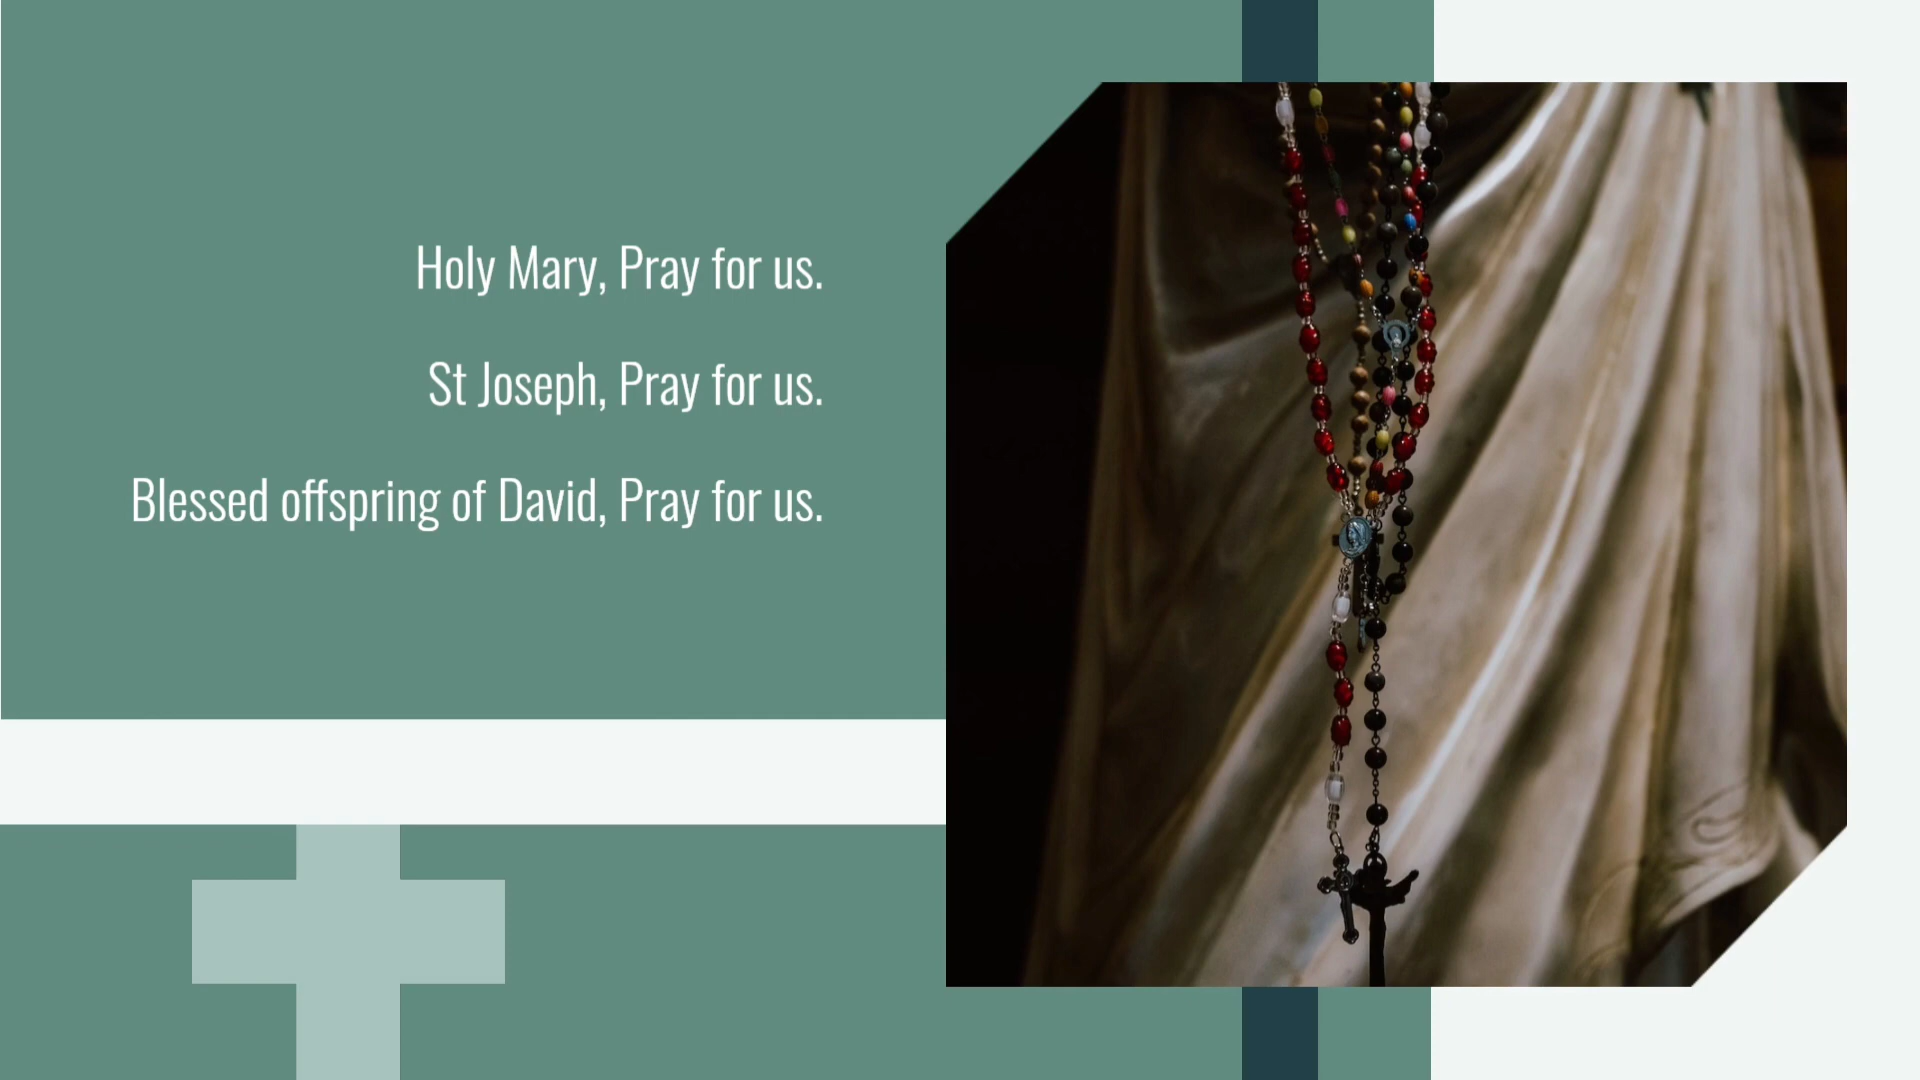 Holy Mary, Pray for us.
St Joseph, Pray for us.
Blessed offspring of David, Pray for us.